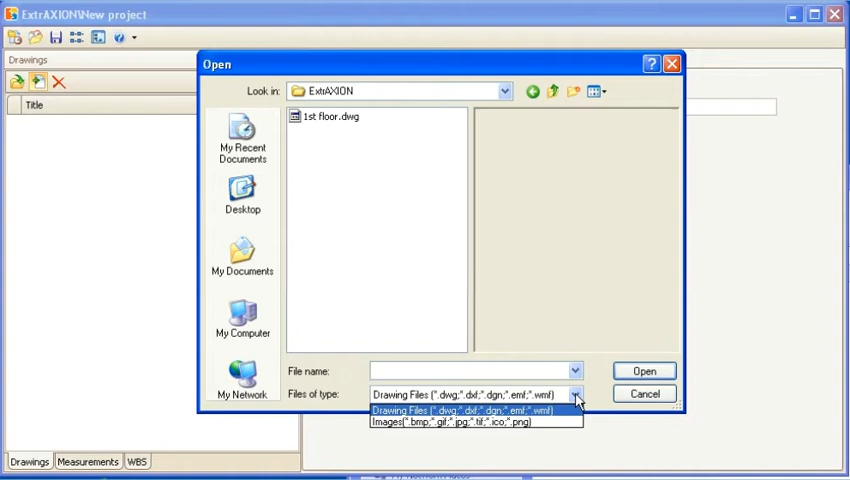 ExtrAXION\New project
Drawings
Title
Open
Look in:
ExtrAXION
1st floor.dwg
My Recent
Documents
Desktop
My Documents
My Computer
My Network
File name:
Open
Files of type:
Drawing Files (*.dwg;*.dxf;*.dgn;*.emf;*.wmf)
Cancel
Drawing Files (*.dwg;*.dxf;*.dgn;*.emf;*.wmf)
Images(*.bmp;*.gif;*.jpg;*.tif;*.ico;*.png)
Drawings
Measurements
WBS